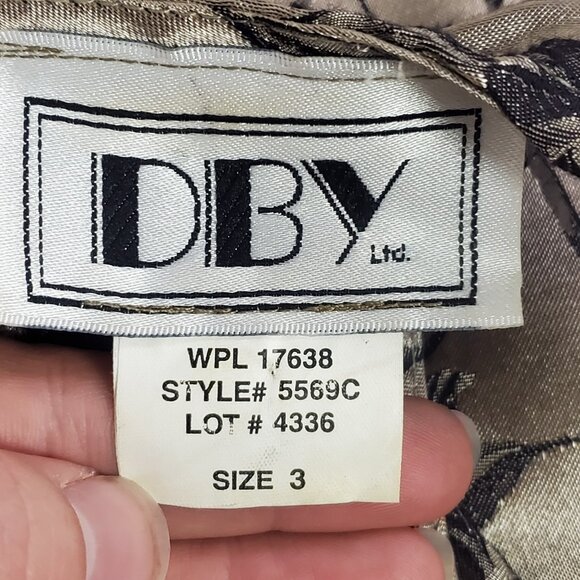 DBY Ltd.
WPL 17638
STYLE# 5569C
LOT # 4336
SIZE 3